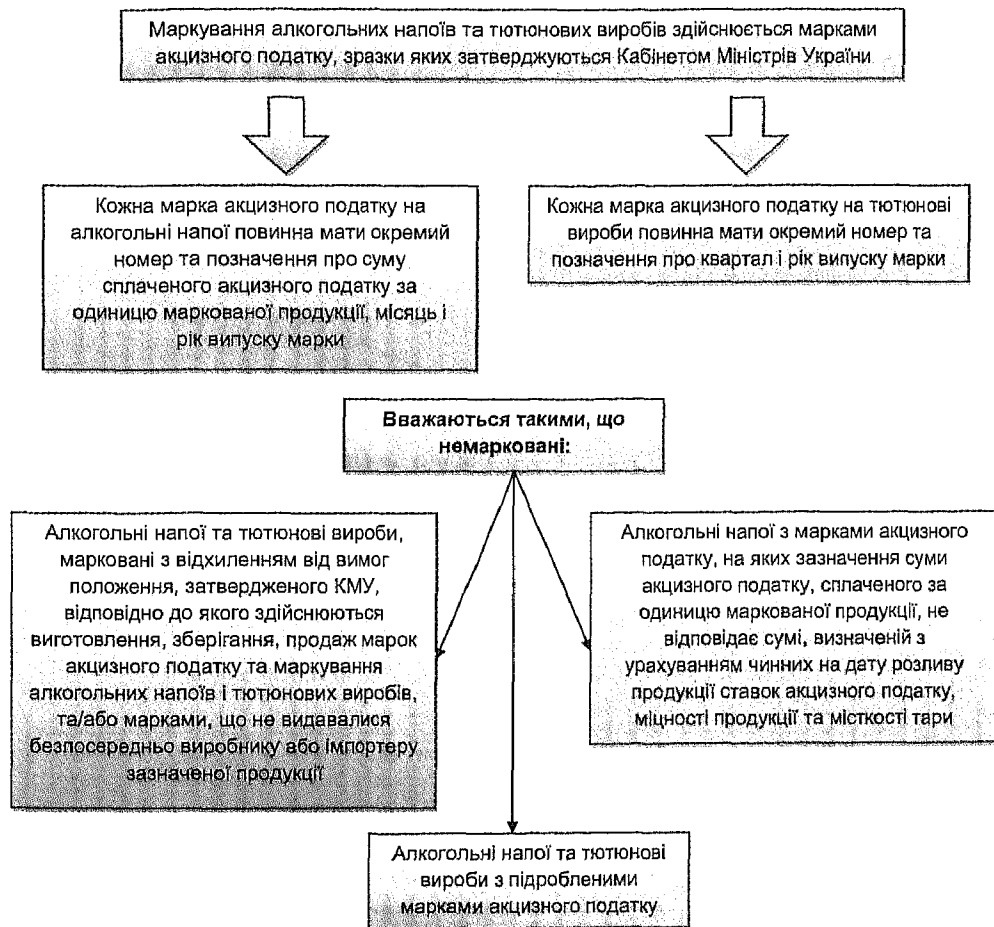 Маркування алкогольних напоїв та тютюнових виробів здійснюється марками
акцизного податку, зразки яких затверджуються Кабінетом Міністрів України
Кожна марка акцизного податку на
алкогольні напої повинна мати окремий
номер та позначення про суму
сплаченого акцизного податку за
одиницю маркованої продукції, місяць і
рік випуску марки
Кожна марка акцизного податку на тютюнові
вироби повинна мати окремий номер та
позначення про квартал і рік випуску марки
Вважаються такими, що
немарковані:
Алкогольні напої та тютюнові вироби,
марковані з відхиленням від вимог
положення, затвердженого КМУ,
відповідно до якого здійснюються
виготовлення, зберігання, продаж марок
акцизного податку та маркування
алкогольних напоїв і тютюнових виробів,
та/або марками, що не видавалися
безпосередньо виробнику або імпортеру
зазначеної продукції
Алкогольні напої з марками акцизного
податку, на яких зазначення суми
акцизного податку, сплаченого за
одиницю маркованої продукції, не
відповідає сумі, визначеній з
урахуванням чинних на дату розливу
продукції ставок акцизного податку,
міцності продукції та місткості тари
Алкогольні напої та тютюнові
вироби з підробленими
марками акцизного податку